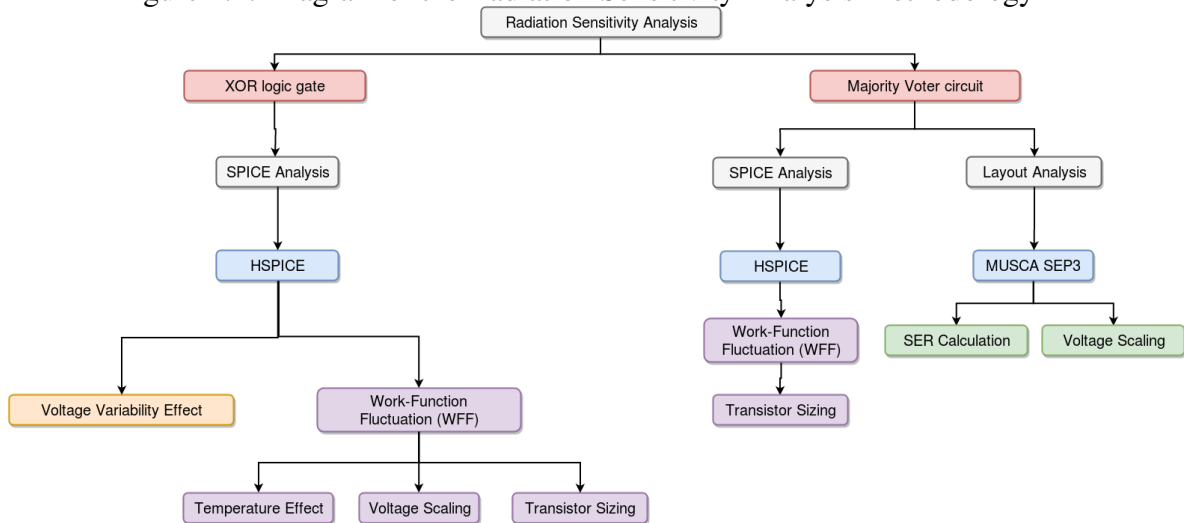 Radiation Sensitivity Analysis
XOR logic gate
Majority Voter circuit
SPICE Analysis
SPICE Analysis
Layout Analysis
HSPICE
HSPICE
MUSCA SEP3
Work-Function
Fluctuation (WFF)
SER Calculation
Voltage Scaling
Voltage Variability Effect
Work-Function
Fluctuation (WFF)
Transistor Sizing
Temperature Effect
Voltage Scaling
Transistor Sizing